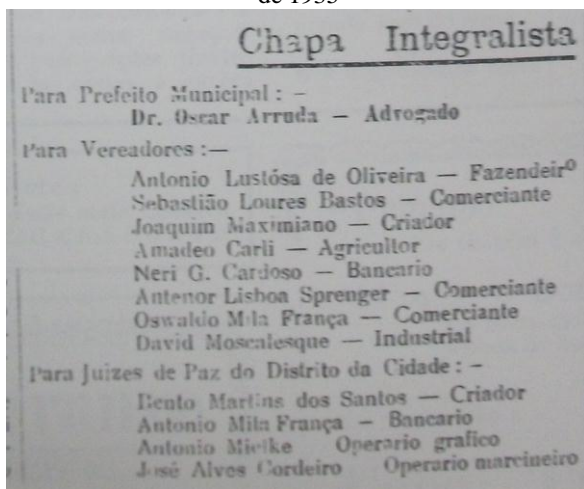 de 1935
Chapa Integralista
Para Prefeito Municipal : –
Dr. Oscar Arruda — Advogado
Para Vereadores :—
Antonio Lustósa de Oliveira — Fazendeiro
Sebastião Loures Bastos — Comerciante
Joaquim Maximiano — Criador
Amadeo Carli — Agricultor
Neri G. Cardoso — Bancario
Antenor Lisboa Sprenger — Comerciante
Oswaldo Mila França — Comerciante
David Moscalesque — Industrial
Para Juizes de Paz do Distrito da Cidade : –
Bento Martins dos Santos — Criador
Antonio Mila França — Bancario
Antonio Mielke Operario grafico
José Alves Cordeiro Operario marcineiro